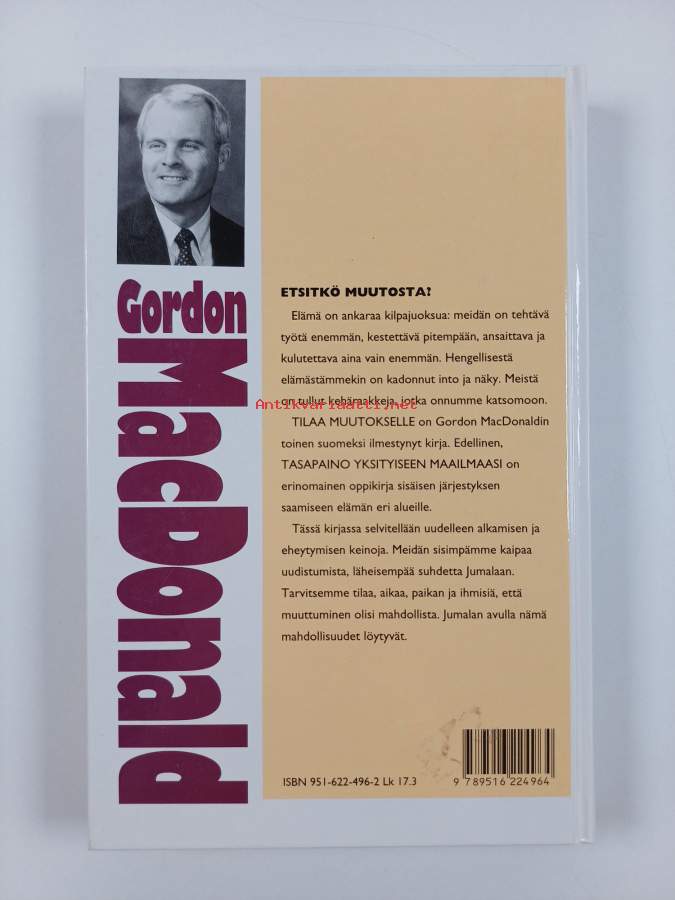 Gordon
MacDonald
ETSITKÖ MUUTOSTA?
Elämä on ankaraa kilpajuoksua: meidän on tehtävä
työtä enemmän, kestettävä pitempään, ansaittava ja
kulutettava aina vain enemmän. Hengellisestä
elämästämmekin on kadonnut into ja näky. Meistä
on tullut kehäraakkeja, jotka onnumme katsomoon.
Antikvariaatti.net
TILAA MUUTOKSELLE on Gordon MacDonaldin
toinen suomeksi ilmestynyt kirja. Edellinen,
TASAPAINO YKSITYISEEN MAAILMAASI on
erinomainen oppikirja sisäisen järjestyksen
saamiseen elämän eri alueille.
Tässä kirjassa selvitellään uudelleen alkamisen ja
eheytymisen keinoja. Meidän sisimpämme kaipaa
uudistumista, läheisempää suhdetta Jumalaan.
Tarvitsemme tilaa, aikaa, paikan ja ihmisiä, että
muuttuminen olisi mahdollista. Jumalan avulla nämä
mahdollisuudet löytyvät.
ISBN 951-622-496-2 Lk 17.3
9 789516 224964